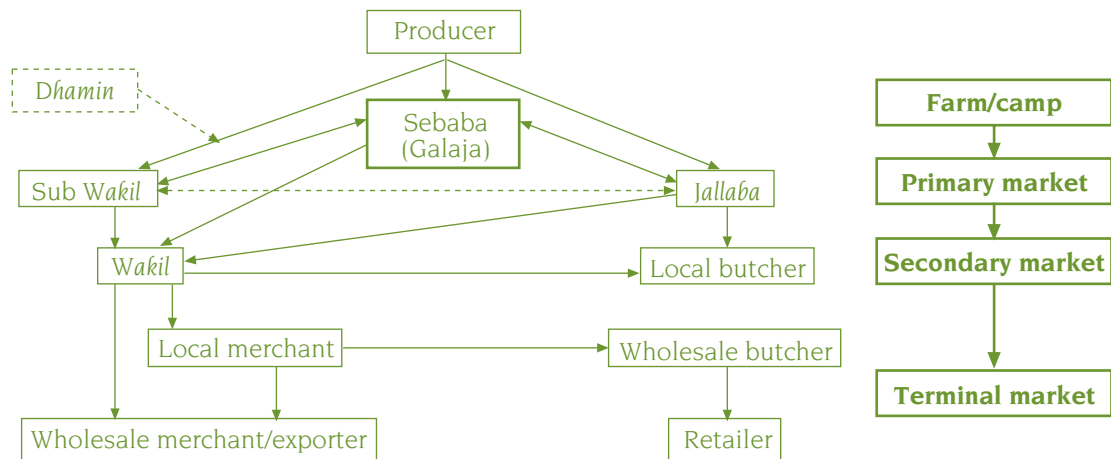 Producer
Dhamin
Farm/camp
Sebaba
(Galaja)
Sub Wakil
Jallaba
Primary market
Wakil
Local butcher
Secondary market
Local merchant
Wholesale butcher
Terminal market
Wholesale merchant/exporter
Retailer